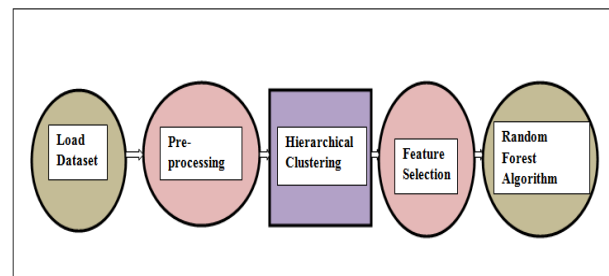 Load
Dataset
Pre-
processing
Hierarchical
Clustering
Feature
Selection
Random
Forest
Algorithm